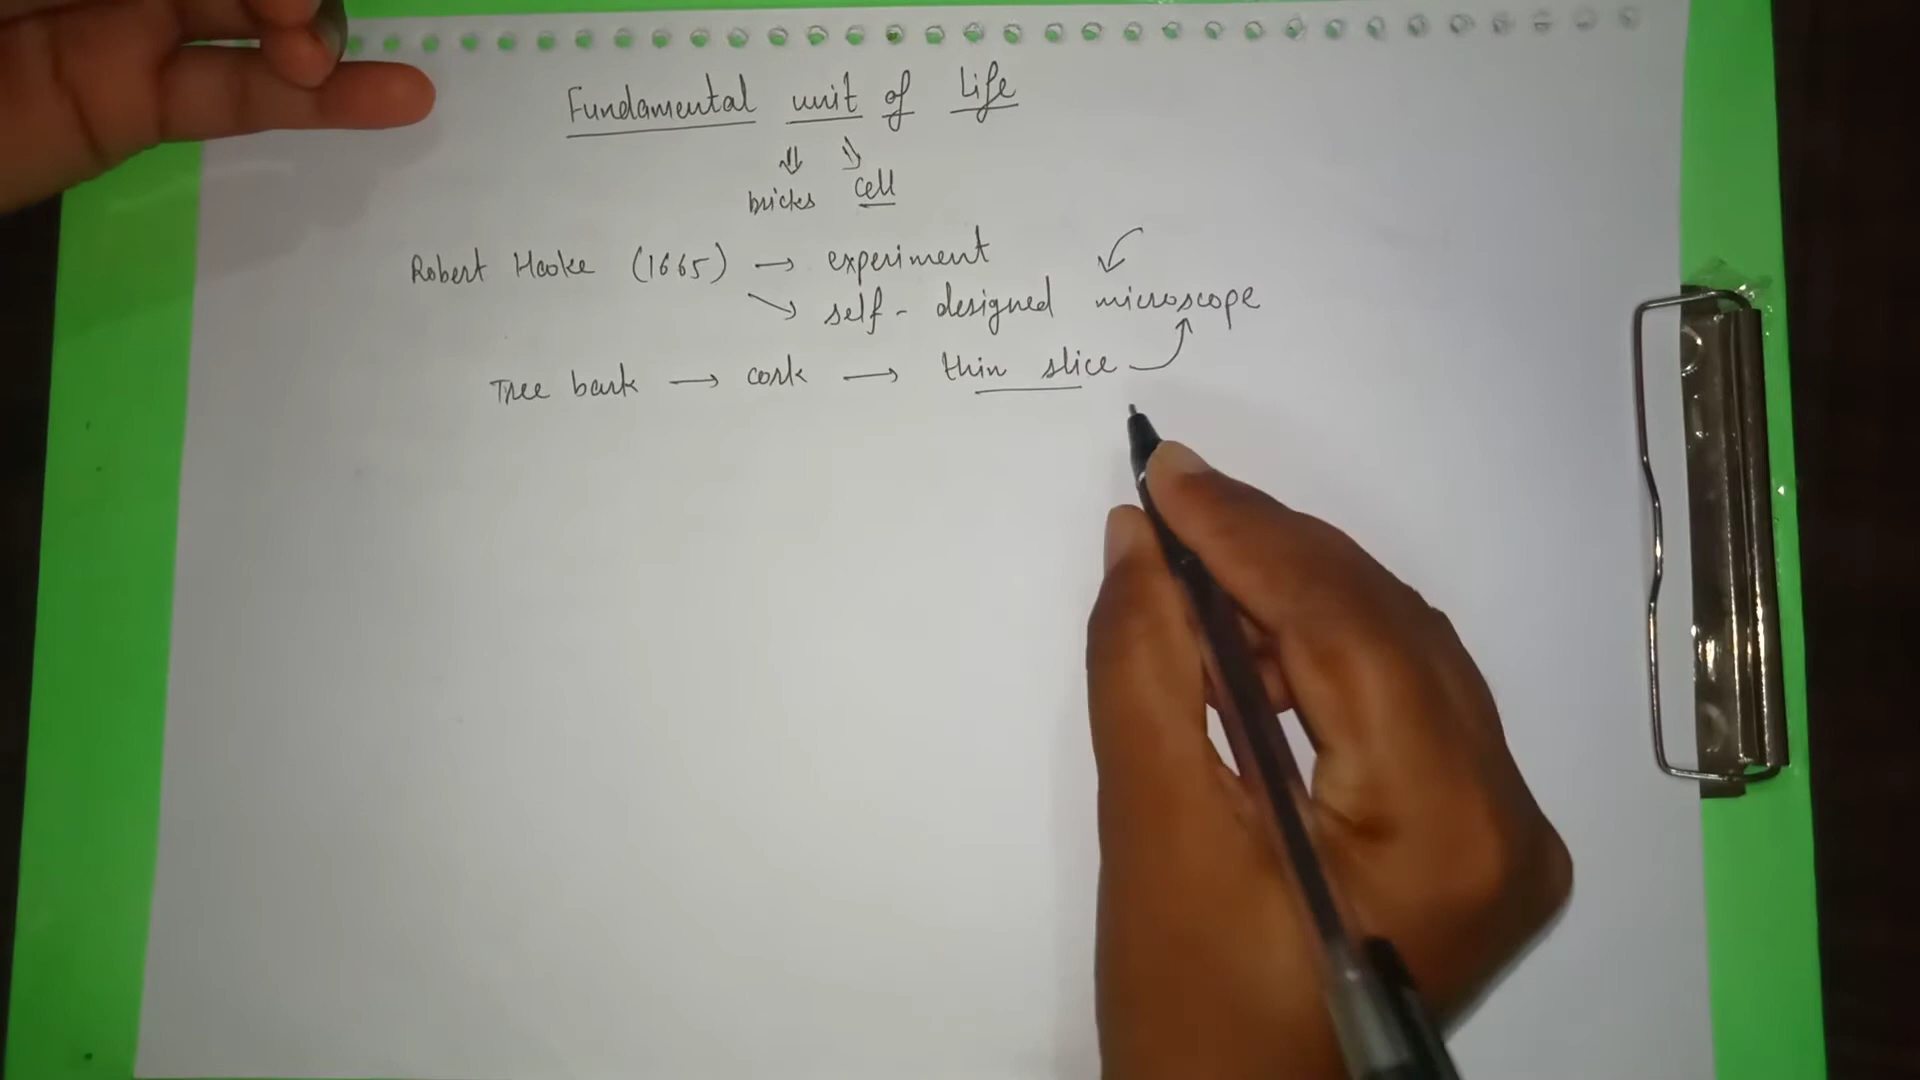 Fundamental unit of Life
⇓ ↘
bricks cell
Robert Hooke (1665) → experiment
↘ self - designed microscope
Tree bark → cork → thin slice